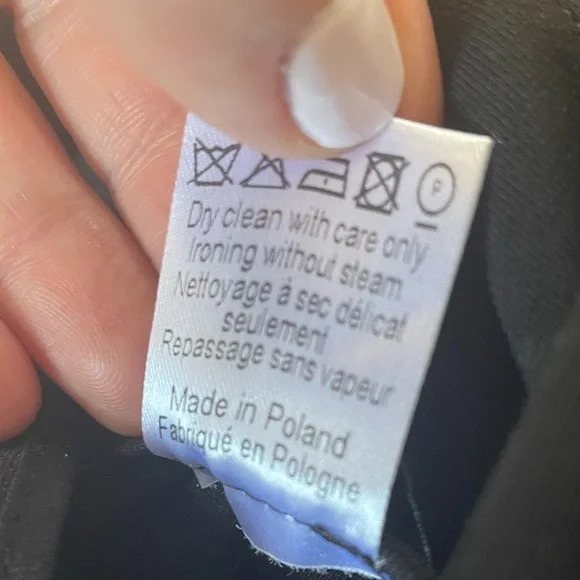 P
Dry clean with care only
Ironing without steam
Nettoyage à sec délicat
seulement
Repassage sans vapeur
Made in Poland
Fabriqué en Pologne